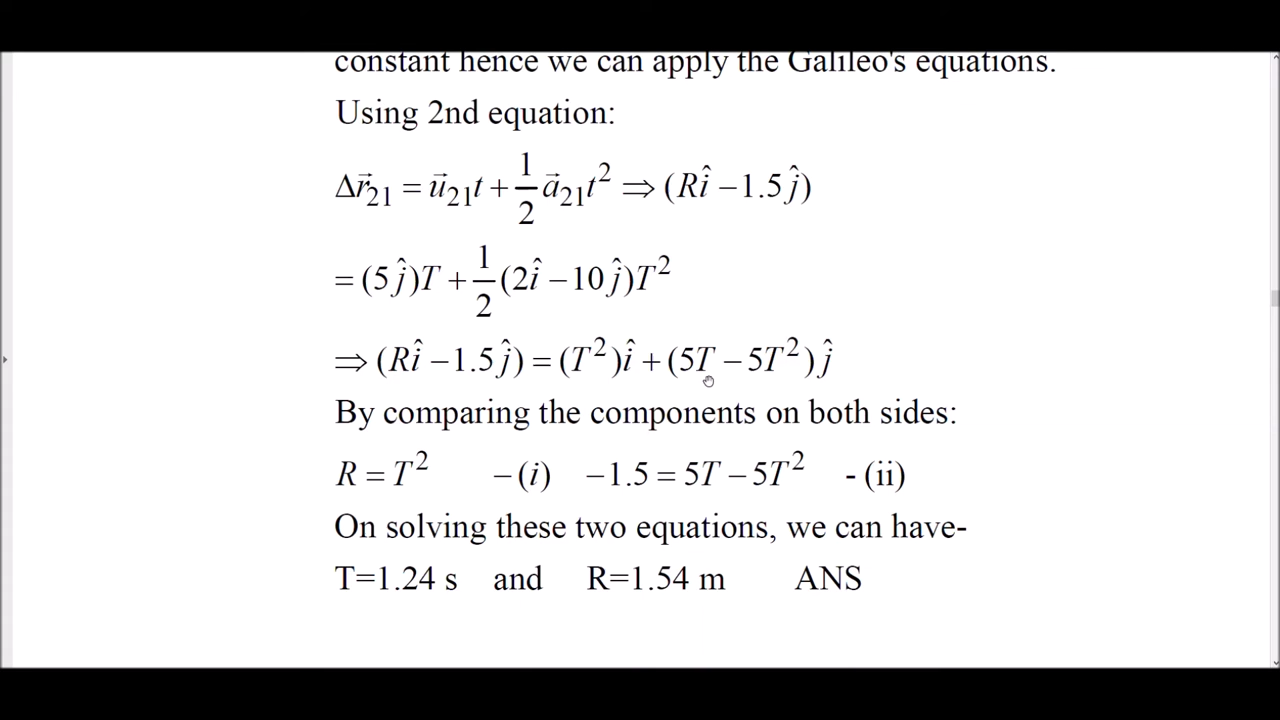 constant hence we can apply the Galileo's equations.
Using 2nd equation:
Δr⃗₂₁ = u⃗₂₁t + 1/2 a⃗₂₁t² ⇒ (Rî − 1.5ĵ)
= (5ĵ)T + 1/2 (2î − 10ĵ)T²
⇒ (Rî − 1.5ĵ) = (T²)î + (5T − 5T²)ĵ
By comparing the components on both sides:
R = T² − (i) − 1.5 = 5T − 5T² - (ii)
On solving these two equations, we can have-
T=1.24 s and R=1.54 m ANS